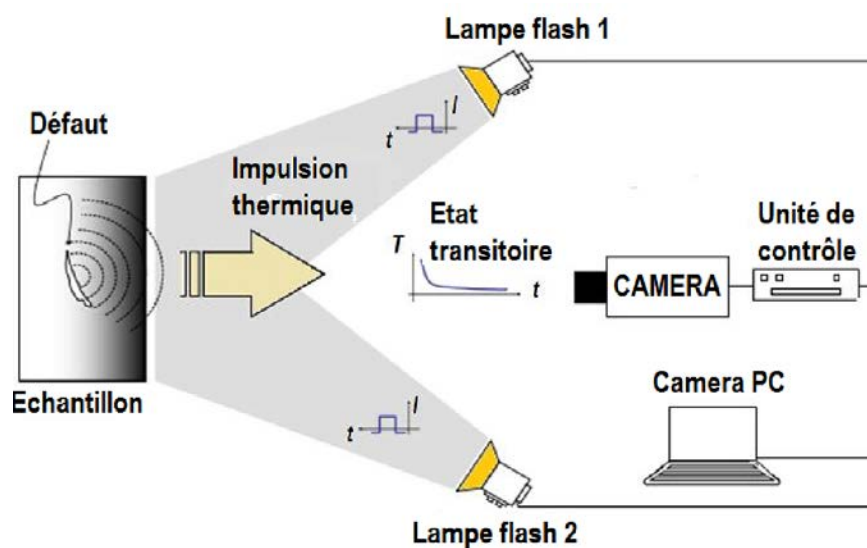 Lampe flash 1
I
t
Défaut
Impulsion
thermique
Etat
transitoire
T
t
Unité de
contrôle
CAMERA
Echantillon
Camera PC
I
t
Lampe flash 2